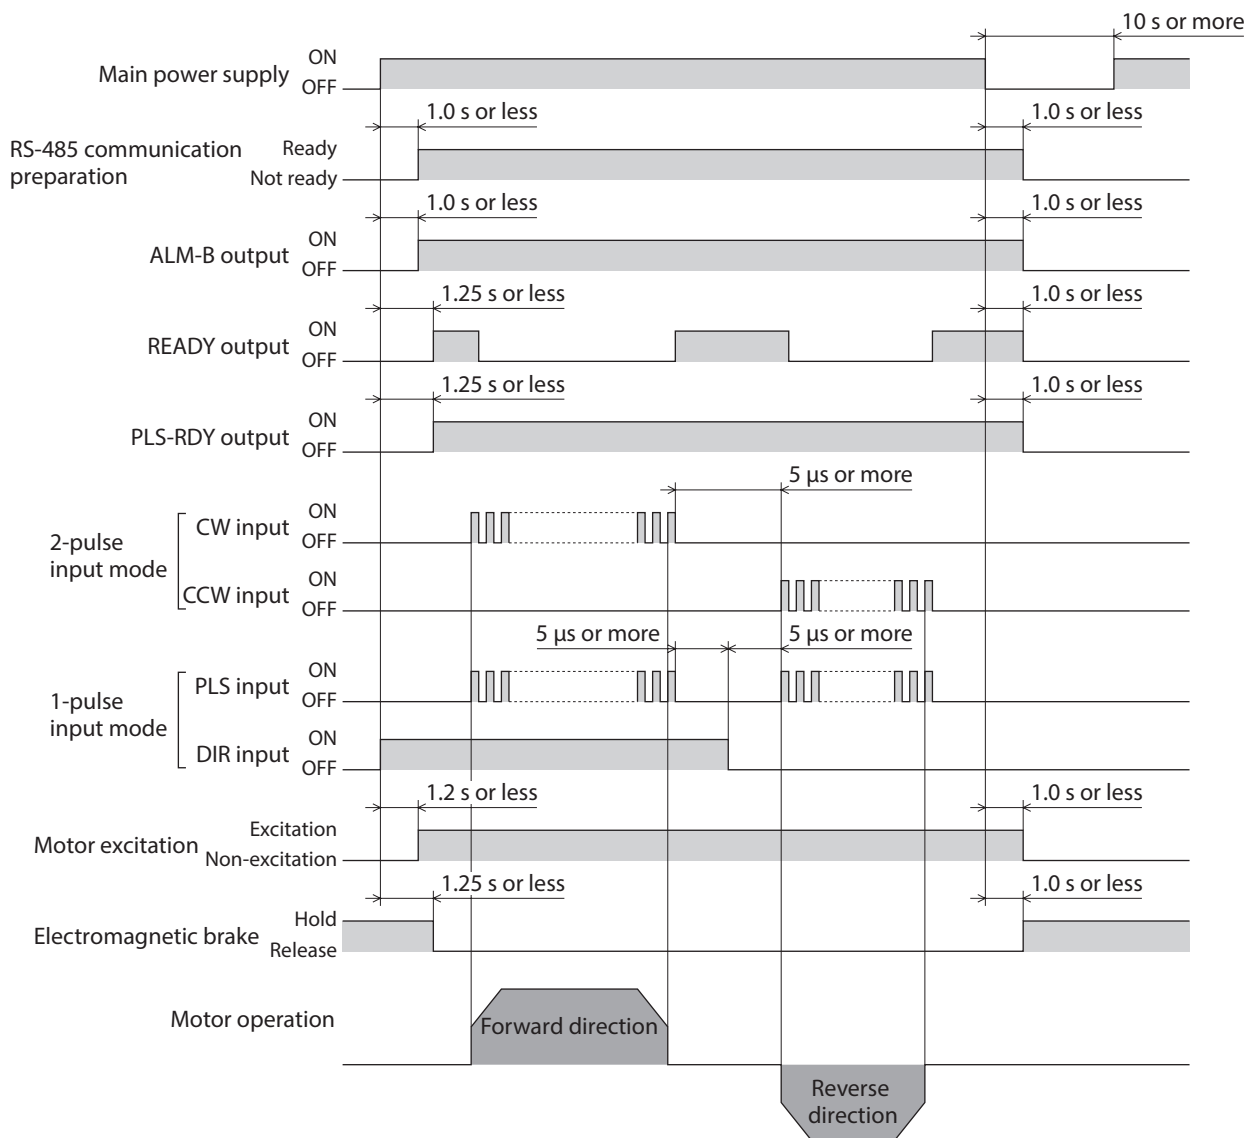 10 s or more
Main power supply
ON
OFF
1.0 s or less
1.0 s or less
RS-485 communication
preparation
Ready
Not ready
1.0 s or less
1.0 s or less
ALM-B output
ON
OFF
1.25 s or less
1.0 s or less
READY output
ON
OFF
1.25 s or less
1.0 s or less
PLS-RDY output
ON
OFF
5 µs or more
2-pulse
input mode
CW input
ON
OFF
CCW input
ON
OFF
5 µs or more
5 µs or more
1-pulse
input mode
PLS input
ON
OFF
DIR input
ON
OFF
1.2 s or less
1.0 s or less
Motor excitation
Excitation
Non-excitation
1.25 s or less
1.0 s or less
Electromagnetic brake
Hold
Release
Motor operation
Forward direction
Reverse
direction